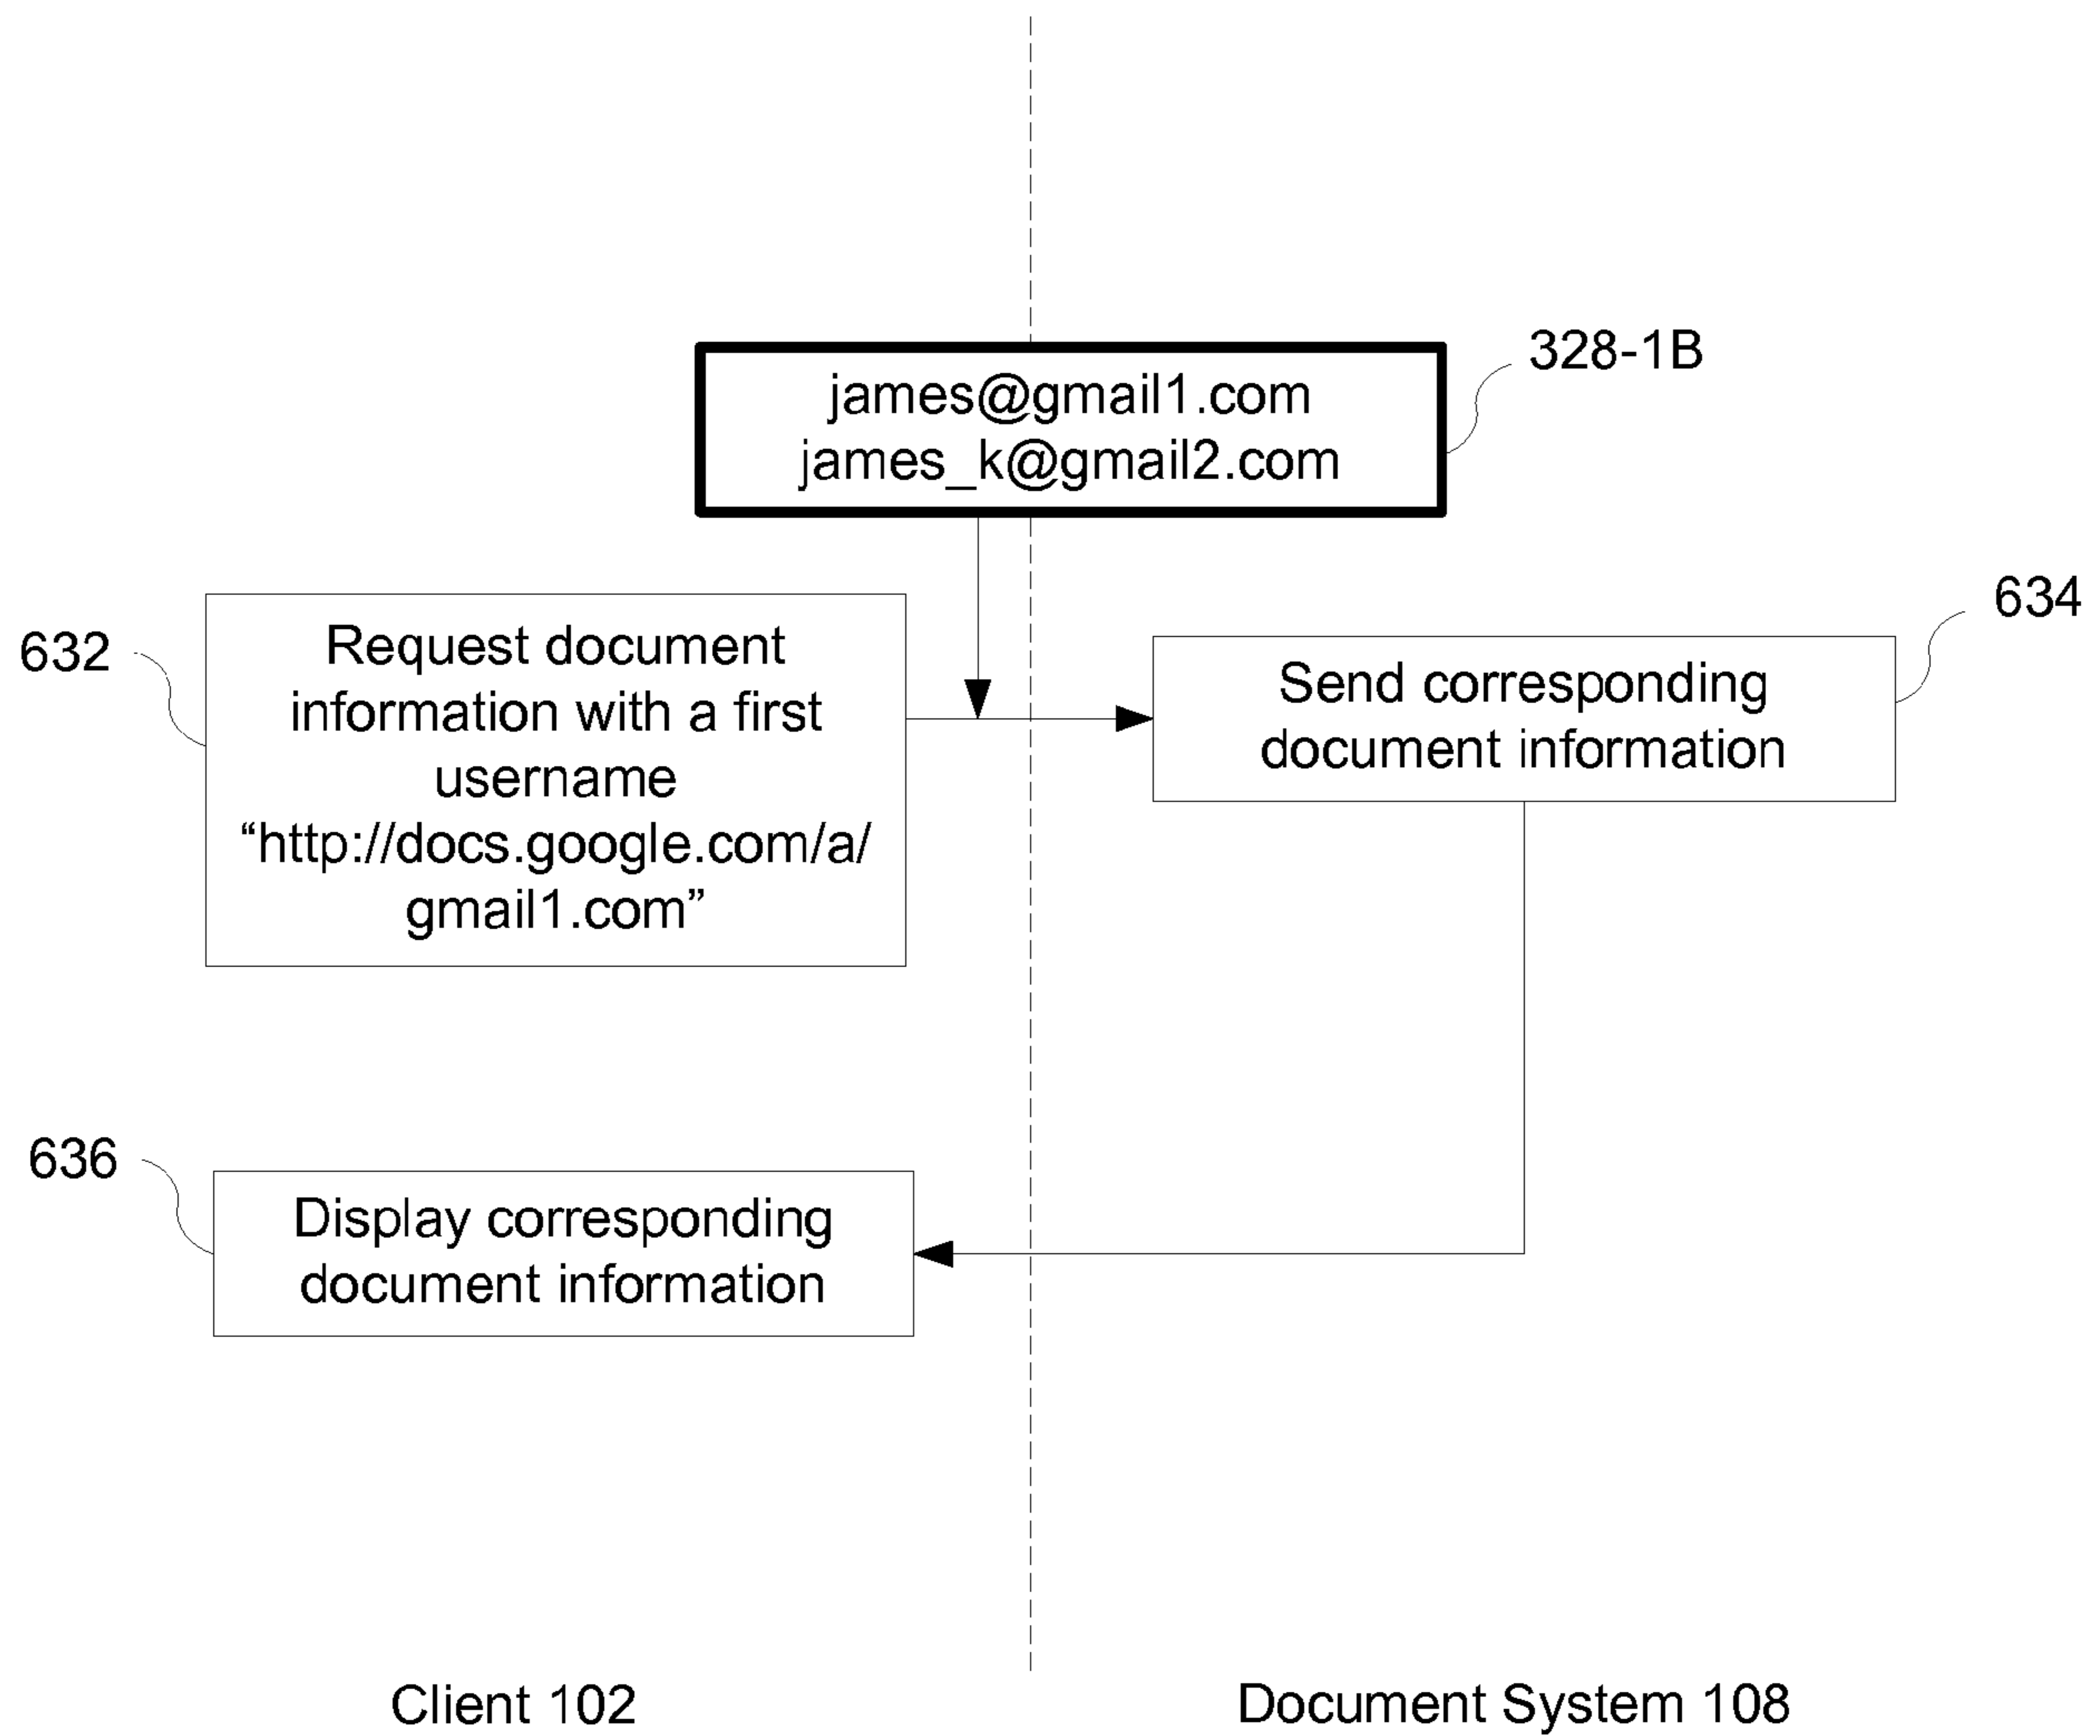 328-1B
james@gmail1.com
james_k@gmail2.com
632
Request document
information with a first
username
“http://docs.google.com/a/
gmail1.com”
634
Send corresponding
document information
636
Display corresponding
document information
Client 102
Document System 108